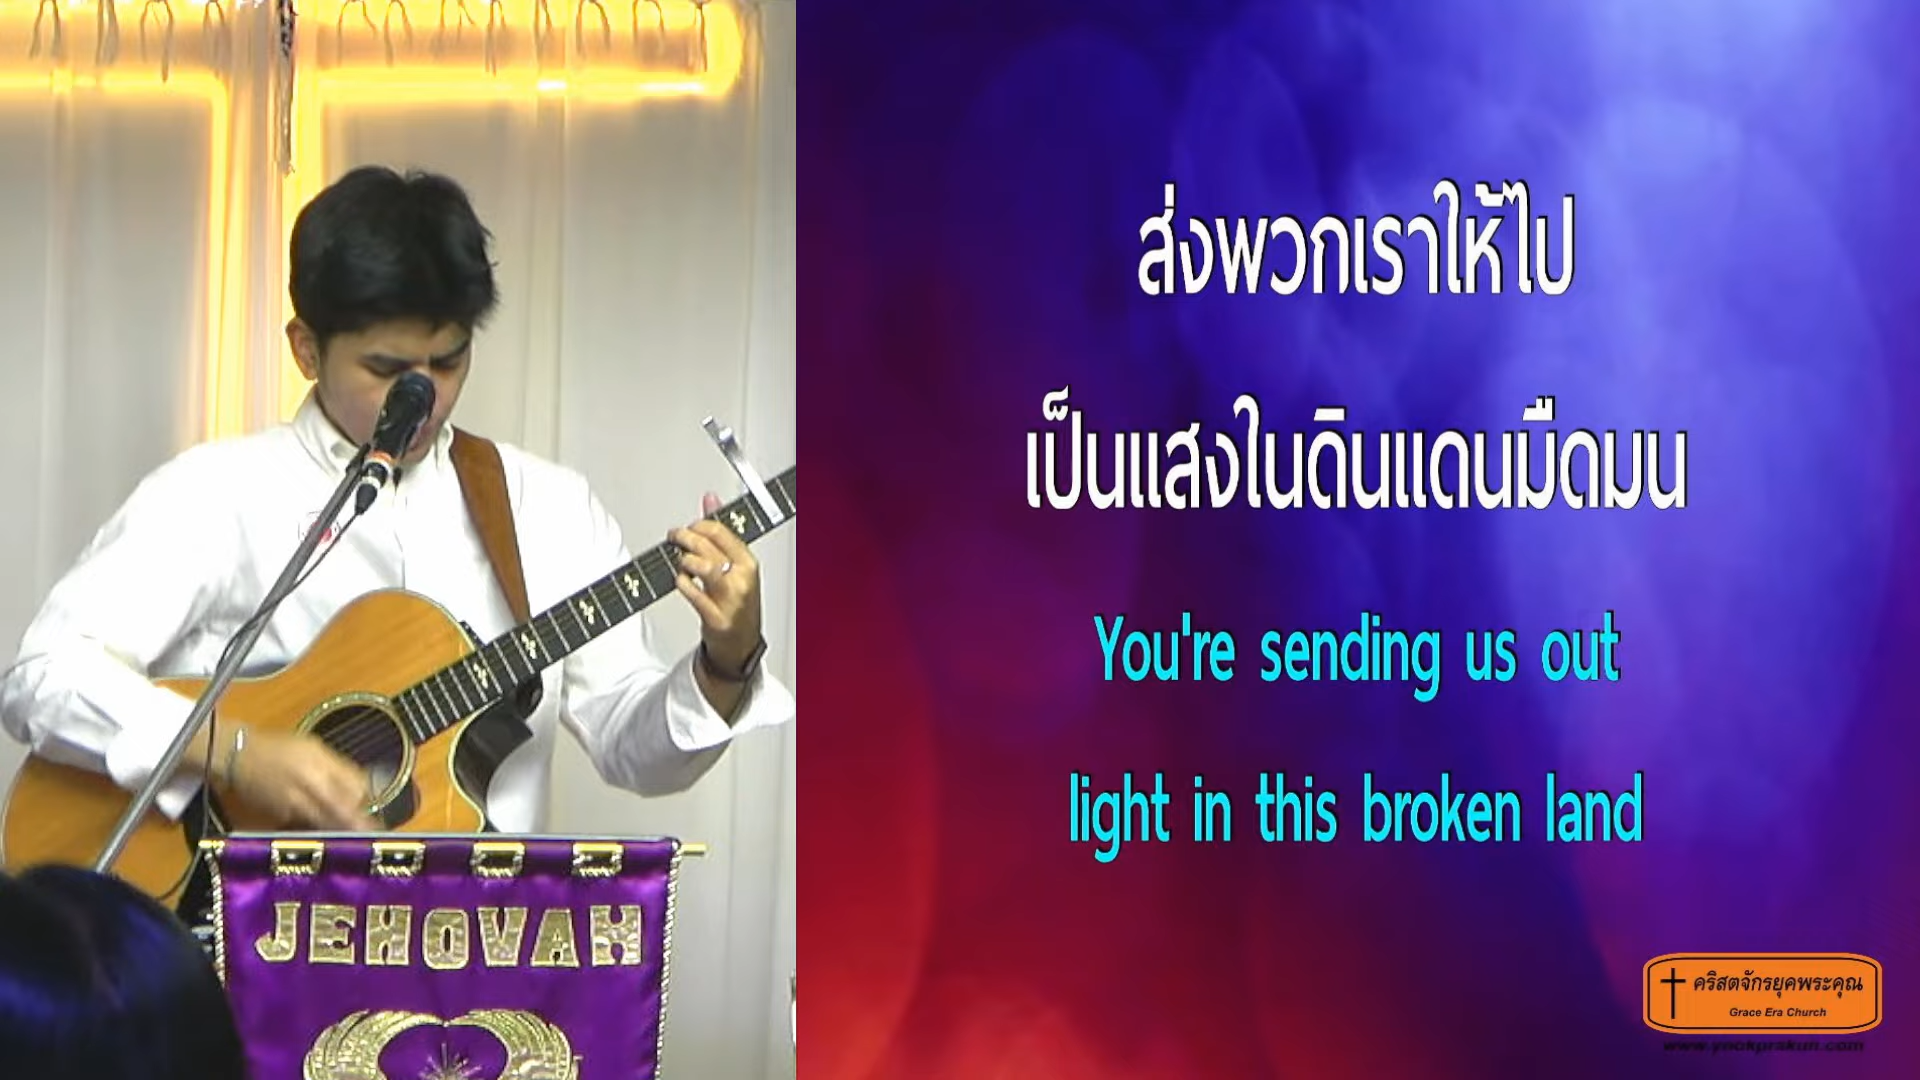 ส่งพวกเราให้ไป
เป็นแสงในดินแดนมืดมน
You're sending us out
light in this broken land
JEHOVAH
คริสตจักรยุคพระคุณ
Grace Era Church